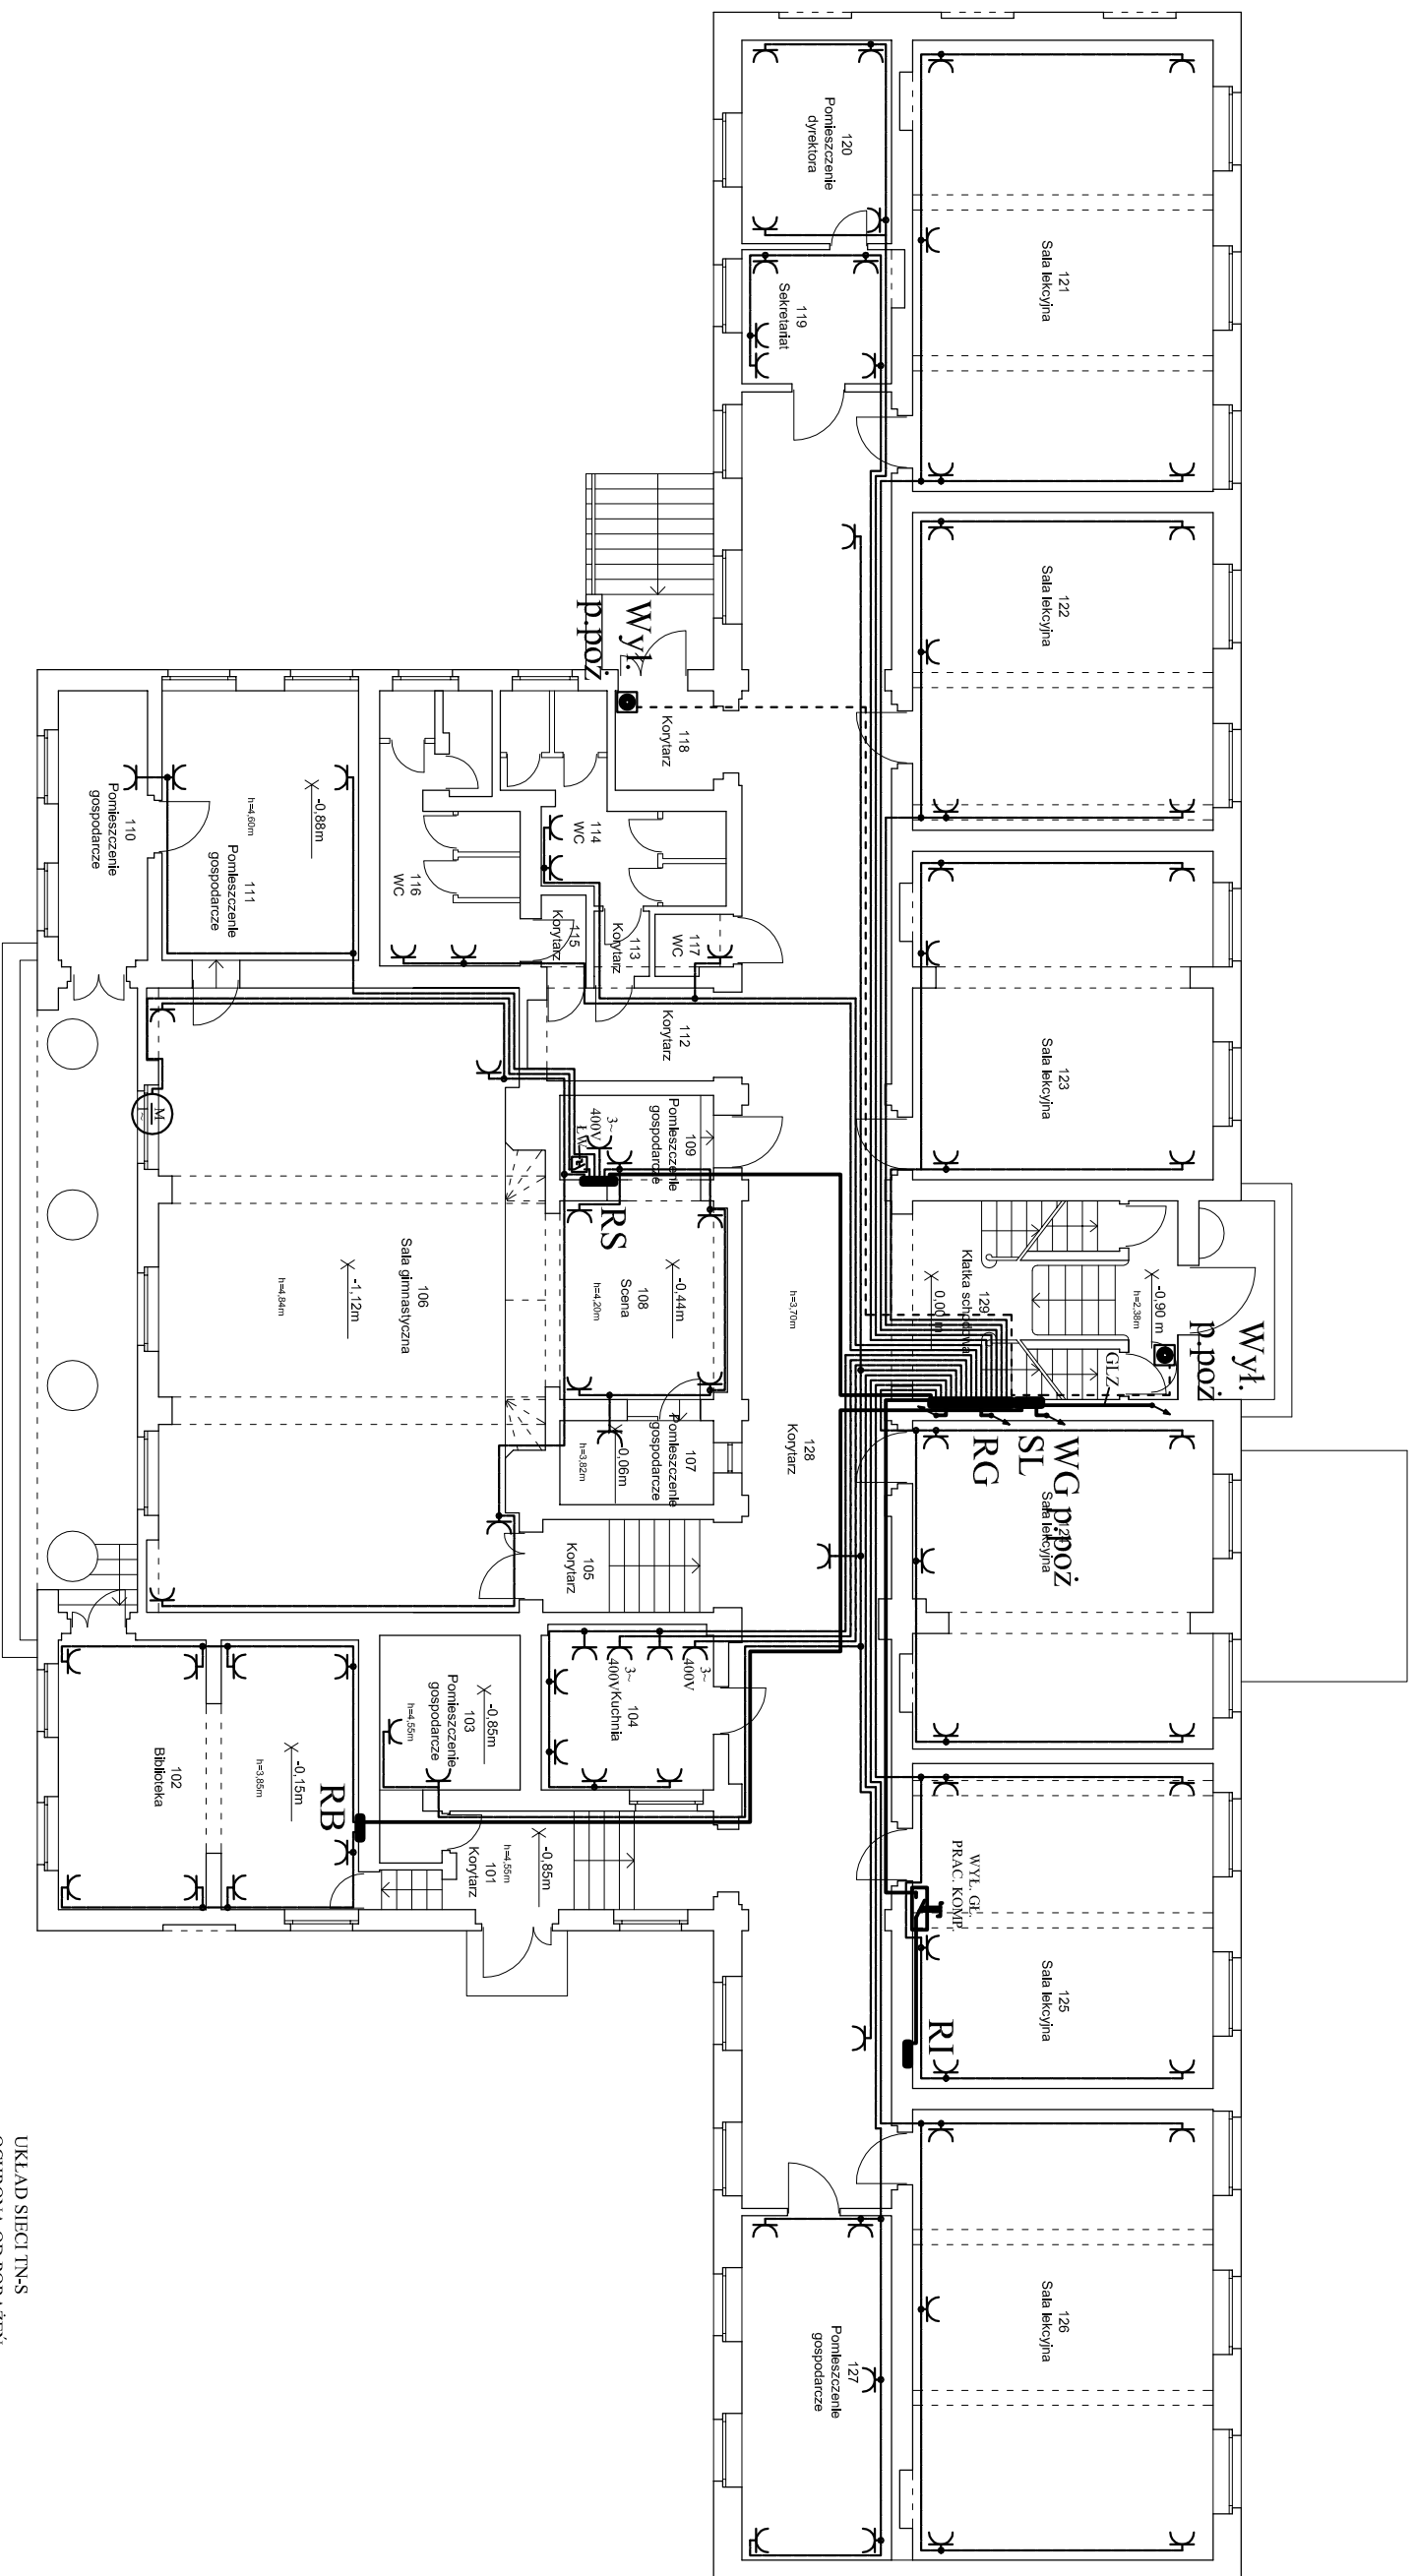 120
Pomieszczenie
dyrektora
121
Sala lekcyjna
119
Sekretariat
122
Sala lekcyjna
Wył.
p.poż
118
Korytarz
110
Pomieszczenie
gospodarcze
-0,88m
h=4,60m
111
Pomieszczenie
gospodarcze
114
WC
116
WC
115
Korytarz
113
Korytarz
117
WC
112
Korytarz
123
Sala lekcyjna
M
~
3~
400V
109
Pomieszczenie
gospodarcze
RS
106
Sala gimnastyczna
-1,12m
h=4,84m
108
Scena
-0,44m
h=4,20m
h=3,70m
129
Klatka schodowa
0,00 m
-0,90 m
h=2,38m
Wył.
p.poż
GLZ
WG p.poż
SL
RG
124
Sala lekcyjna
107
Pomieszczenie
gospodarcze
-0,06m
h=3,82m
128
Korytarz
105
Korytarz
3~
400V
3~
400V
104
Kuchnia
103
Pomieszczenie
gospodarcze
-0,85m
h=4,55m
102
Biblioteka
-0,15m
h=3,85m
RB
101
Korytarz
-0,85m
h=4,55m
WYŁ. GŁ.
PRAC. KOMP.
125
Sala lekcyjna
RI
126
Sala lekcyjna
127
Pomieszczenie
gospodarcze
UKŁAD SIECI TN-S